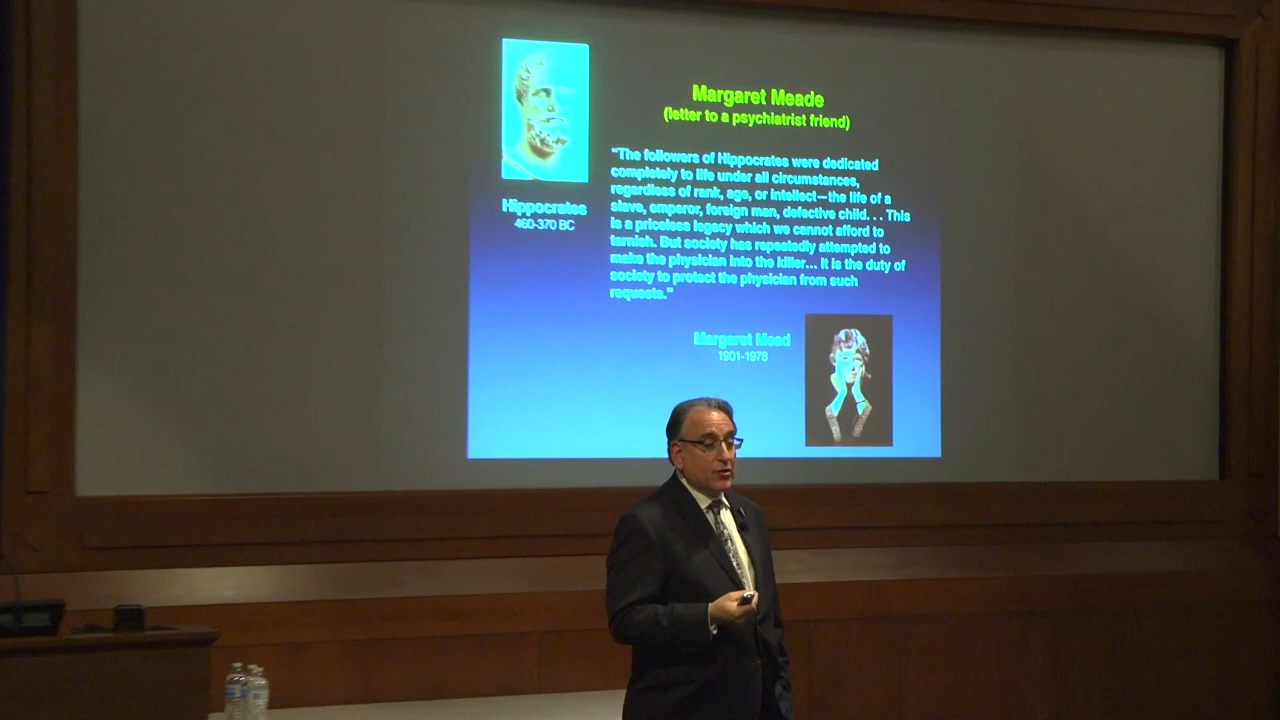 Margaret Meade
(letter to a psychiatrist friend)
"The followers of Hippocrates were dedicated
completely to life under all circumstances,
regardless of rank, age, or intellect—the life of a
slave, emperor, foreign man, defective child. . . This
is a priceless legacy which we cannot afford to
tarnish. But society has repeatedly attempted to
make the physician into the killer... It is the duty of
society to protect the physician from such
requests."
Hippocrates
460-370 BC
Margaret Mead
1901-1978